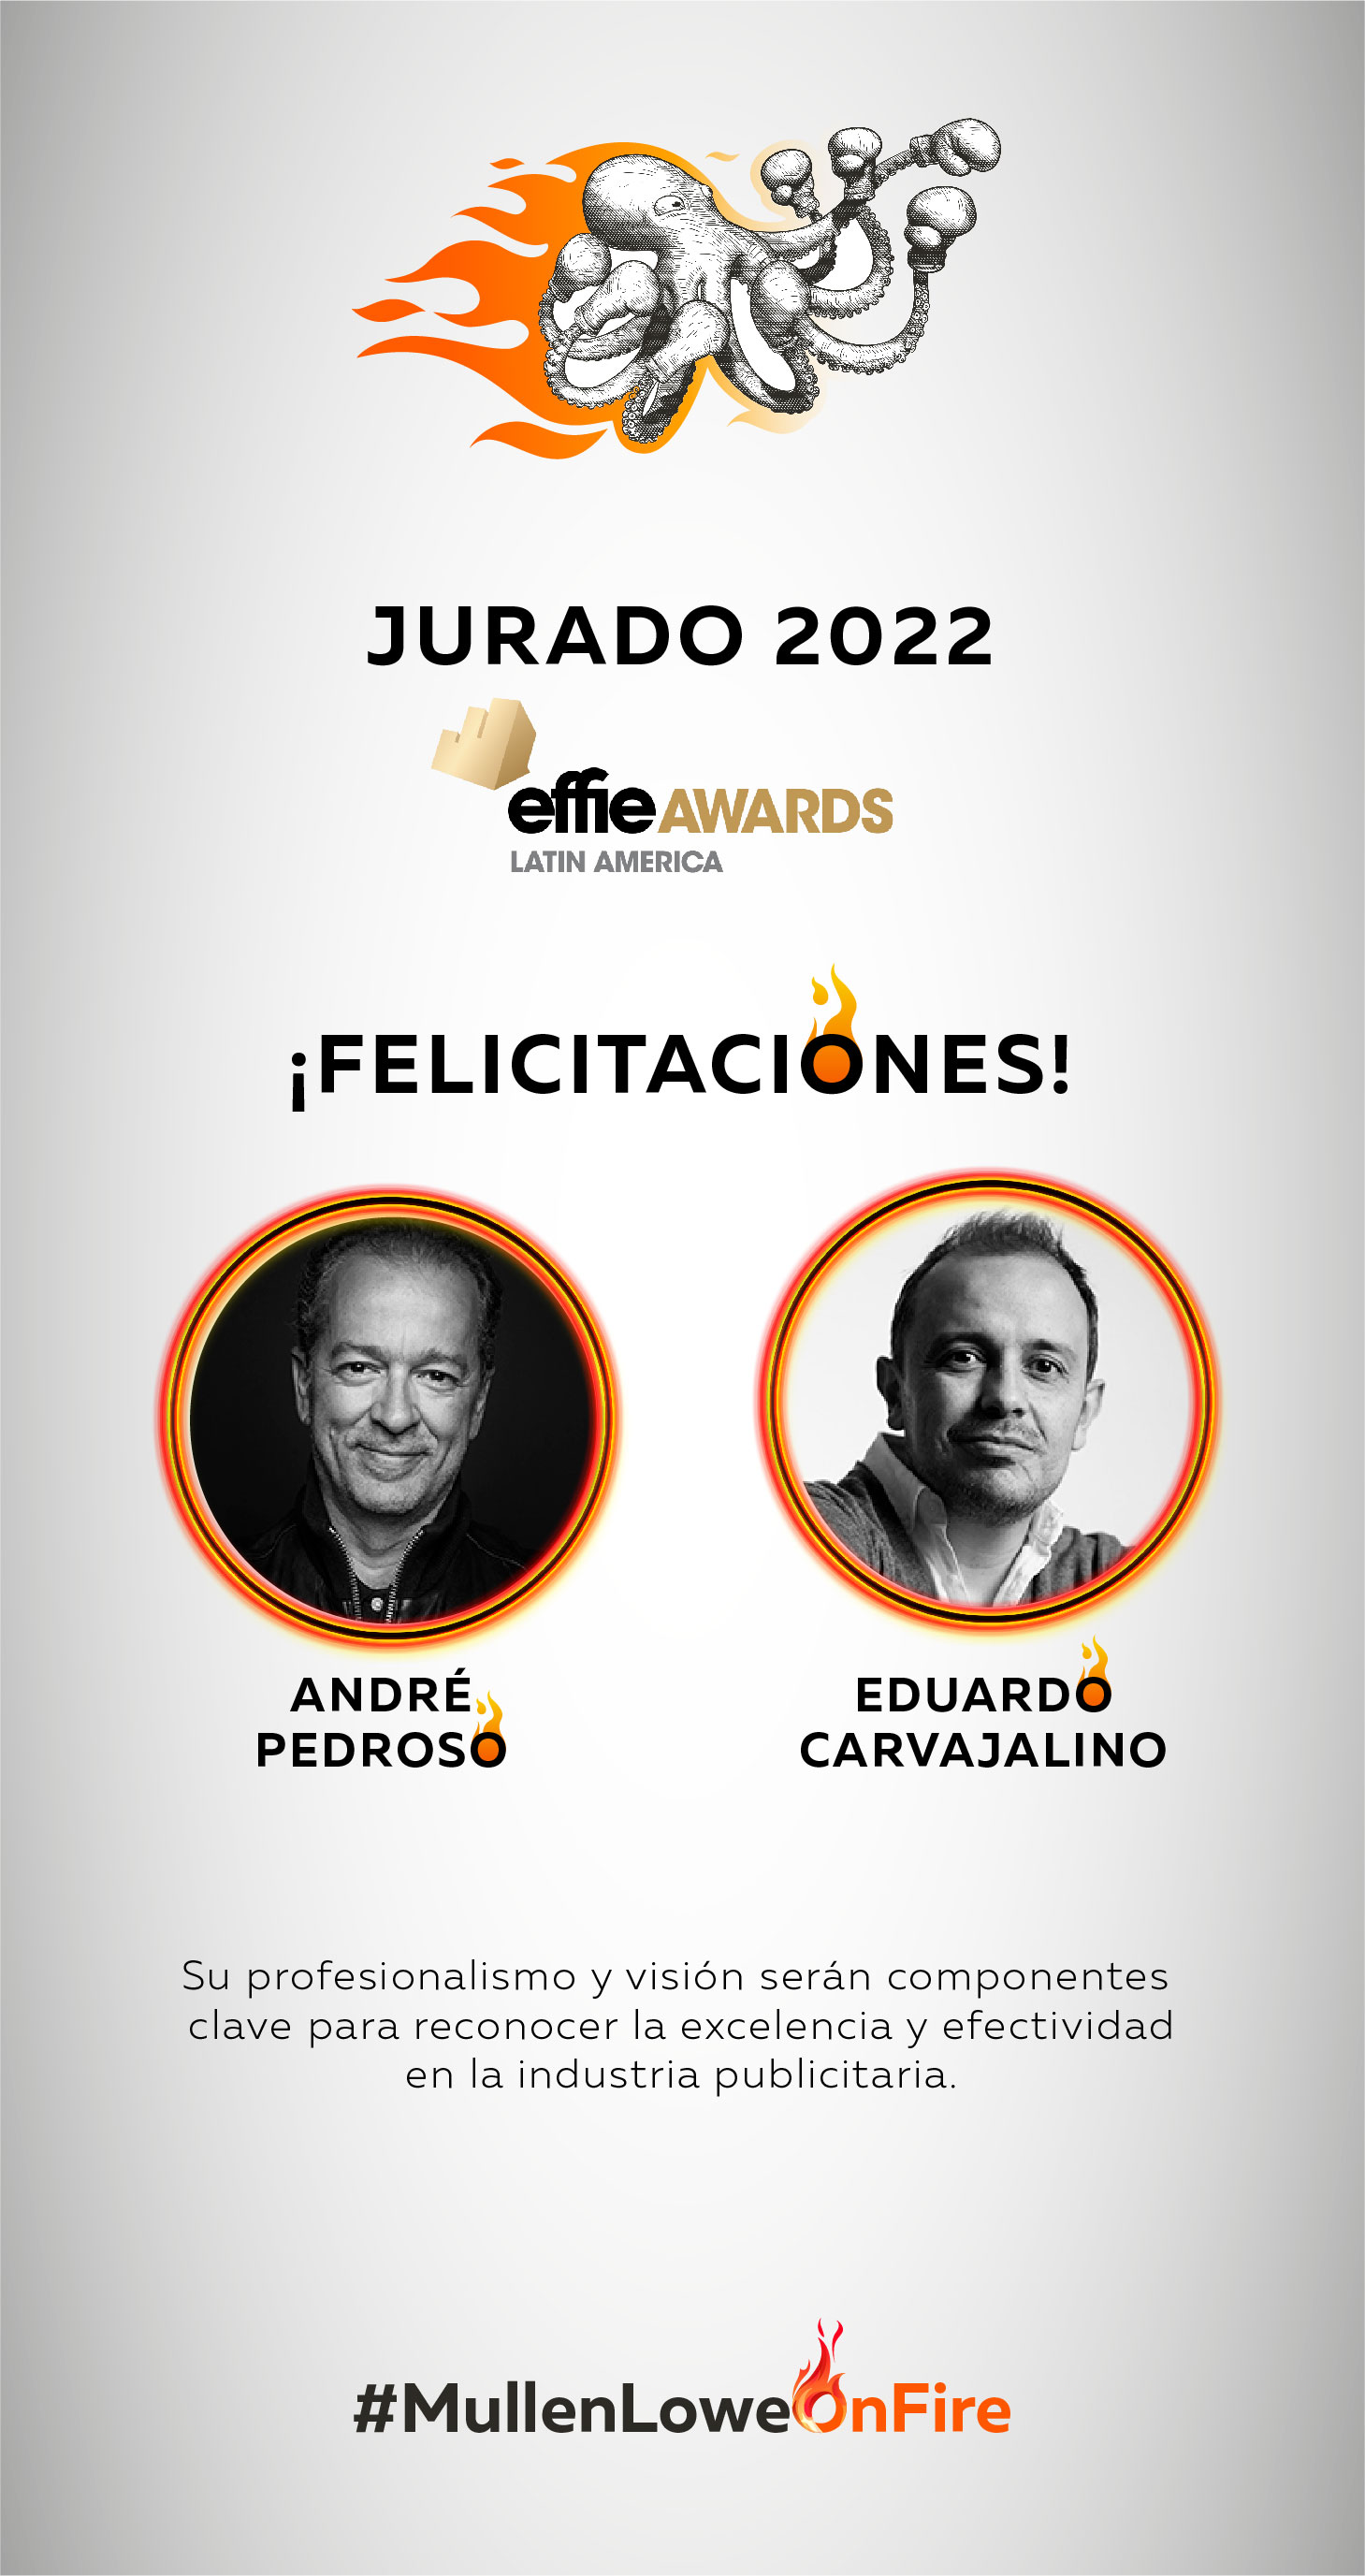 JURADO 2022
effie AWARDS
LATIN AMERICA
¡FELICITACIONES!
ANDRÉ
PEDROSO
EDUARDO
CARVAJALINO
Su profesionalismo y visión serán componentes
clave para reconocer la excelencia y efectividad
en la industria publicitaria.
#MullenLoweOnFire